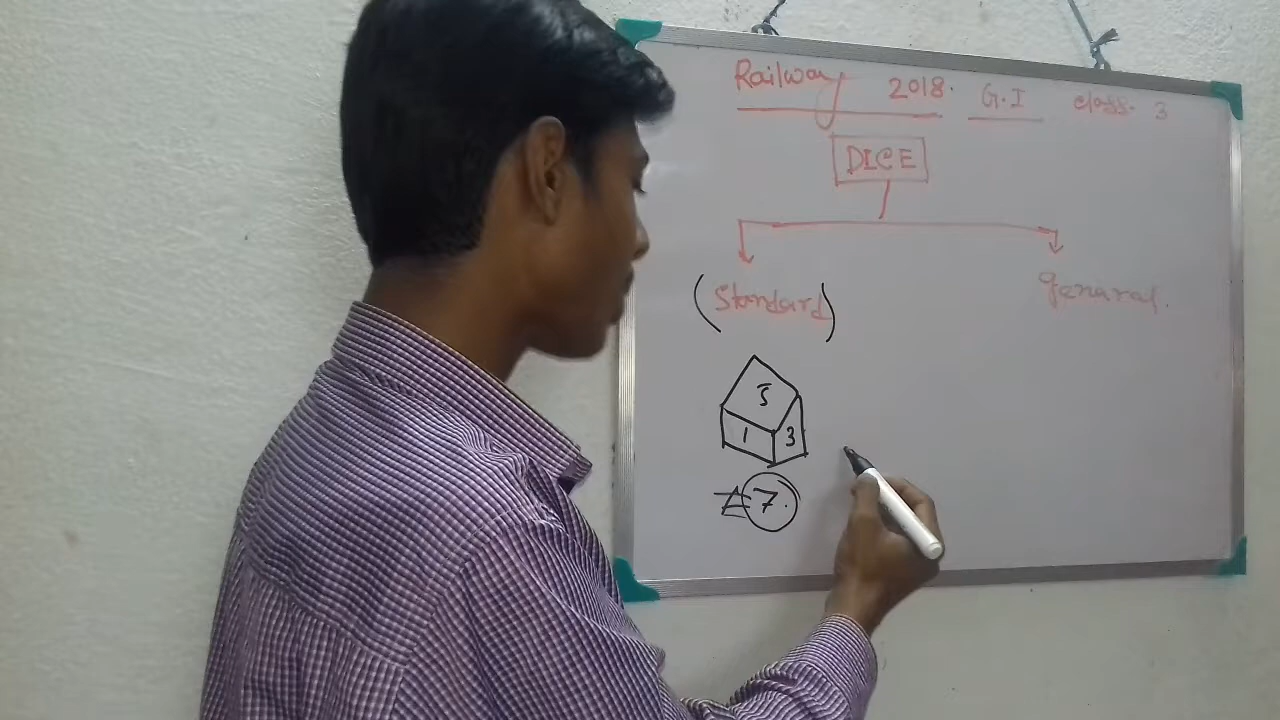 Railway 2018. G.I class. 3
DICE
(Standard) General.
5
1 3
≠ 7.